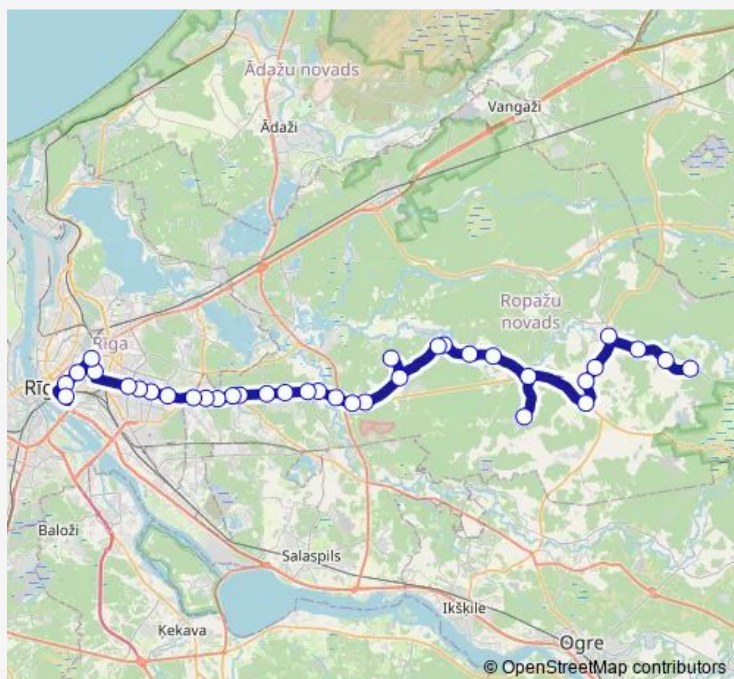 Ādažu novads
Vangaži
Ādaži
Ropažu
novads
Rīga
Rīg
Baloži
Salaspils
Ikšķile
Ķekava
Ogre
© OpenStreetMap contributors